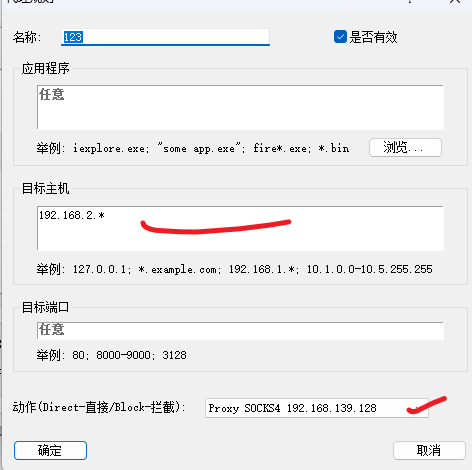 名称:
123
是否有效
应用程序
任意
举例: iexplore.exe; "some app.exe"; fire*.exe; *.bin
浏览...
目标主机
192.168.2.*
举例: 127.0.0.1; *.example.com; 192.168.1.*; 10.1.0.0-10.5.255.255
目标端口
任意
举例: 80; 8000-9000; 3128
动作(Direct-直接/Block-拦截):
Proxy SOCKS4 192.168.139.128
确定
取消